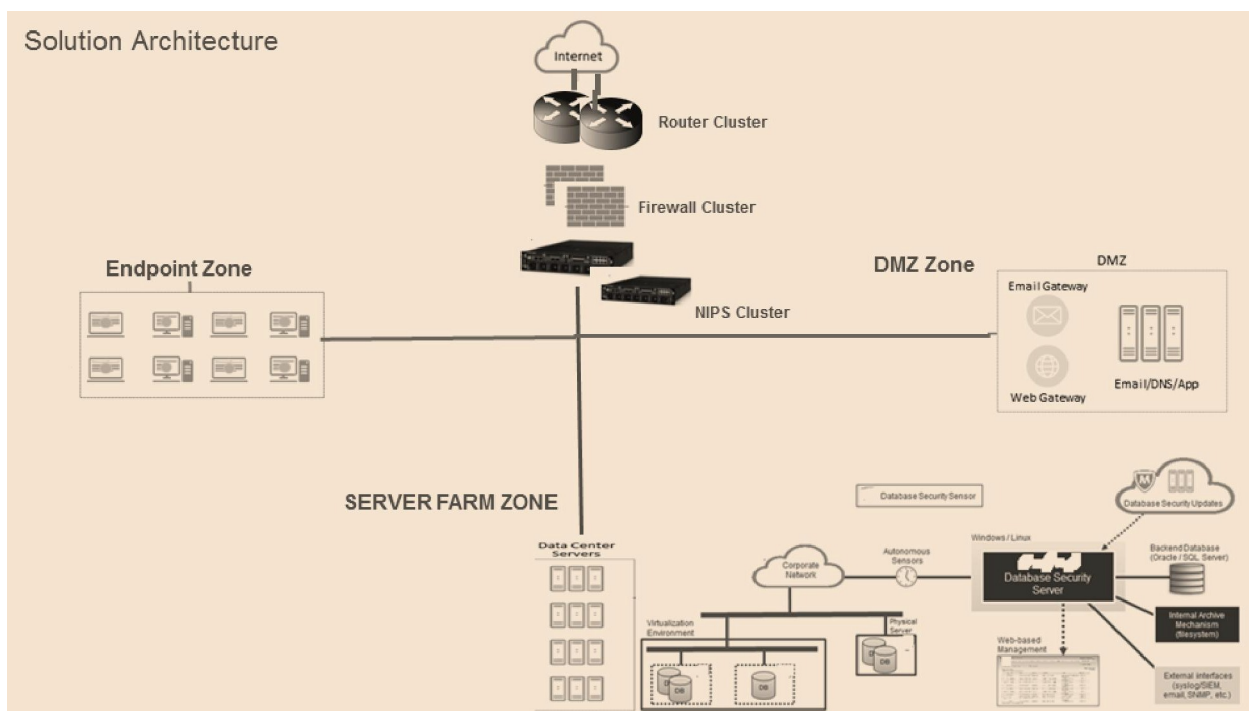 Solution Architecture
Internet
Router Cluster
Firewall Cluster
NIPS Cluster
Endpoint Zone
DMZ Zone
DMZ
Email Gateway
Web Gateway
Email/DNS/App
SERVER FARM ZONE
Data Center
Servers
Database Security Sensor
Database Security Updates
Corporate
Network
Autonomous
Sensors
Windows / Linux
Database Security
Server
Backend Database
(Oracle / SQL Server)
Internal Archive
Mechanism
(filesystem)
External interfaces
(syslog/SIEM,
email, SNMP, etc.)
Web-based
Management
Virtualization
Environment
Physical
Server
DB
DB
DB